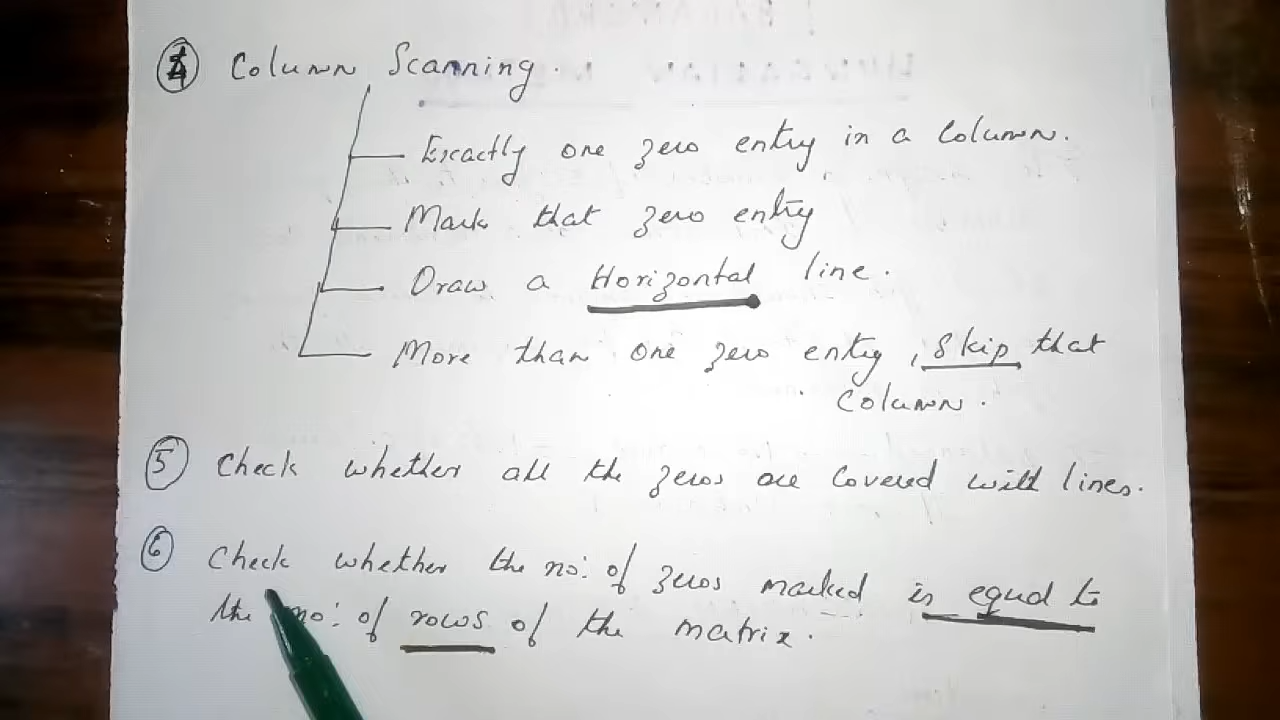 ④ Column Scanning.
Exactly one zero entry in a column.
Mark that zero entry
Draw a Horizontal line.
More than one zero entry, Skip that
column.
⑤ Check whether all the zeros are covered with lines.
⑥ Check whether the no: of zeros marked is equal to
the no: of rows of the matrix.